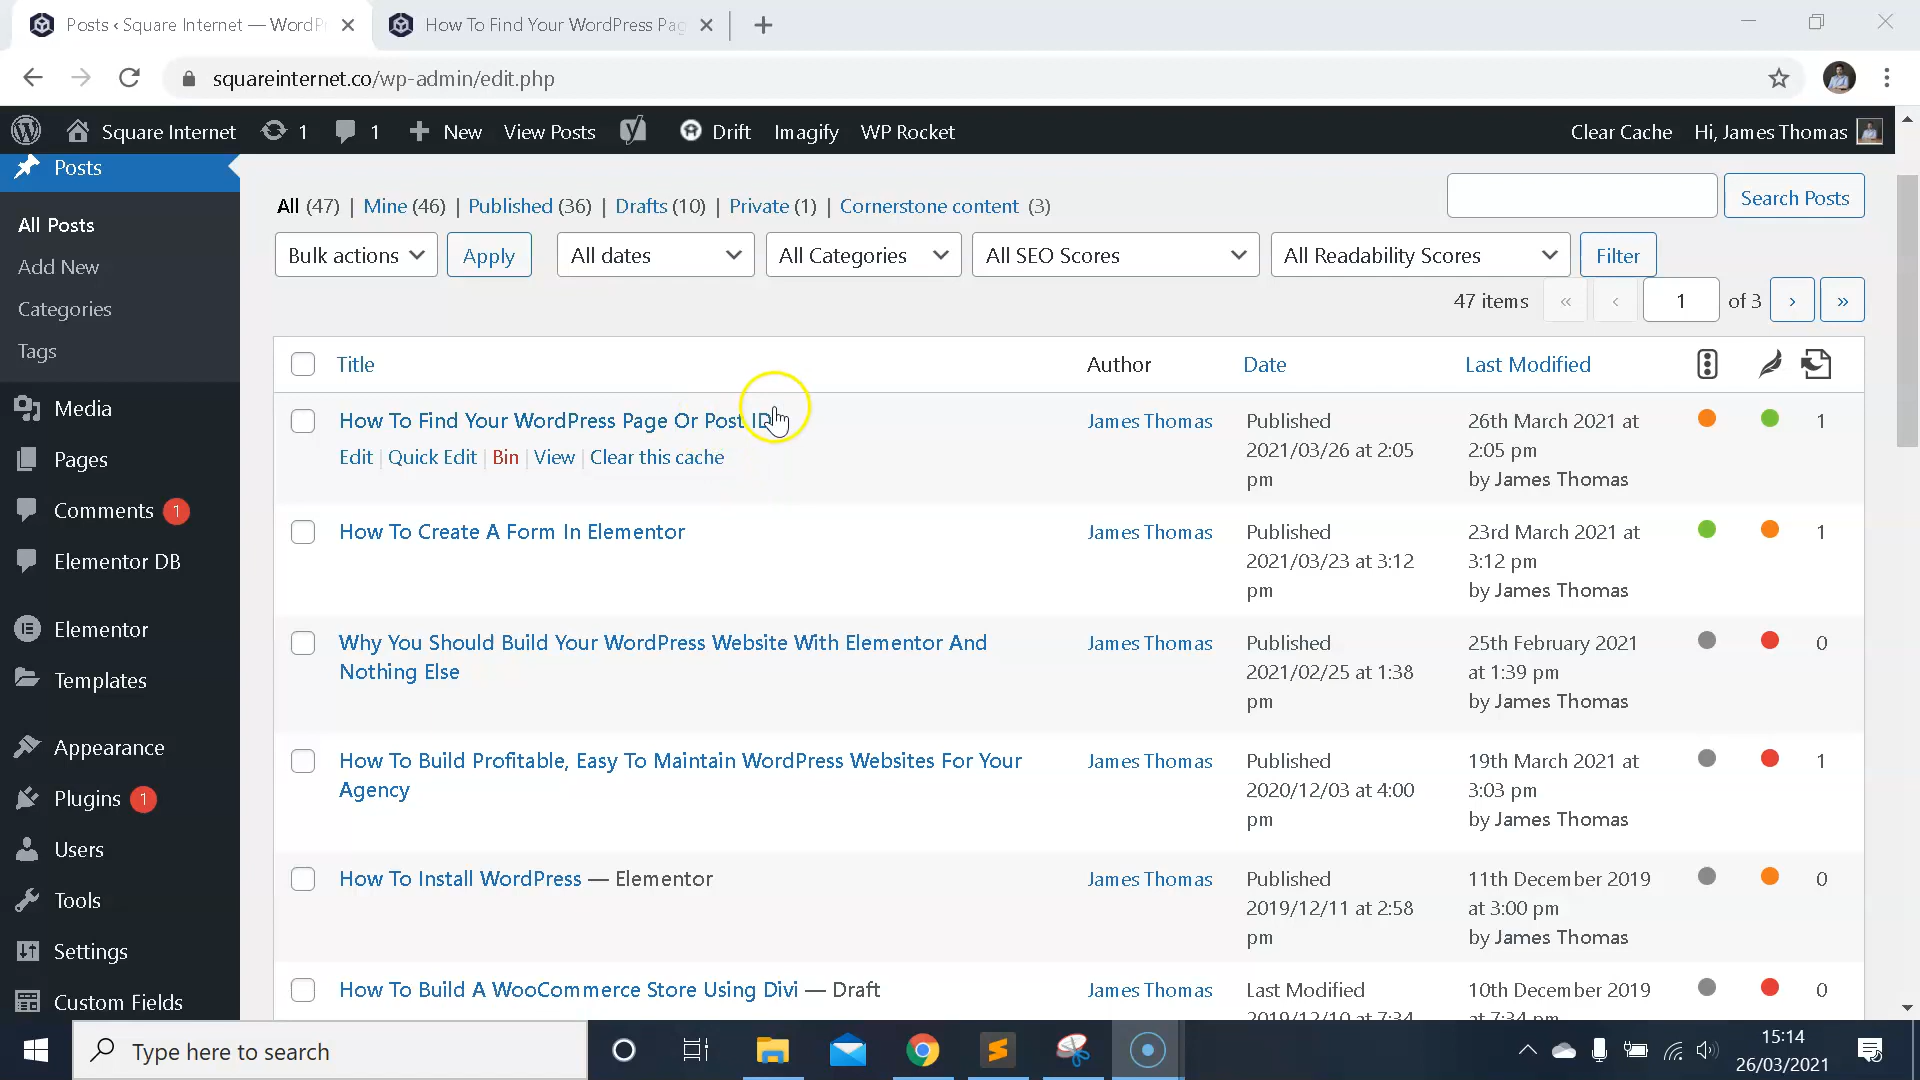 Posts ‹ Square Internet — WordPr
How To Find Your WordPress Pag
squareinternet.co/wp-admin/edit.php
Square Internet 1 1 New View Posts Drift Imagify WP Rocket Clear Cache Hi, James Thomas
Posts
All Posts
Add New
Categories
Tags
Media
Pages
Comments 1
Elementor DB
Elementor
Templates
Appearance
Plugins 1
Users
Tools
Settings
Custom Fields
All (47) | Mine (46) | Published (36) | Drafts (10) | Private (1) | Cornerstone content (3)
Search Posts
Bulk actions Apply All dates All Categories All SEO Scores All Readability Scores Filter
47 items « ‹ 1 of 3 › »
Title Author Date Last Modified
How To Find Your WordPress Page Or Post ID James Thomas Published 26th March 2021 at 1
Edit | Quick Edit | Bin | View | Clear this cache 2021/03/26 at 2:05 2:05 pm
pm by James Thomas
How To Create A Form In Elementor James Thomas Published 23rd March 2021 at 1
2021/03/23 at 3:12 3:12 pm
pm by James Thomas
Why You Should Build Your WordPress Website With Elementor And James Thomas Published 25th February 2021 0
Nothing Else 2021/02/25 at 1:38 at 1:39 pm
pm by James Thomas
How To Build Profitable, Easy To Maintain WordPress Websites For Your James Thomas Published 19th March 2021 at 1
Agency 2020/12/03 at 4:00 3:03 pm
pm by James Thomas
How To Install WordPress — Elementor James Thomas Published 11th December 2019 0
2019/12/11 at 2:58 at 3:00 pm
pm by James Thomas
How To Build A WooCommerce Store Using Divi — Draft James Thomas Last Modified 10th December 2019 0
2019/12/10 at 7:34 at 7:34 pm
Type here to search
15:14
26/03/2021